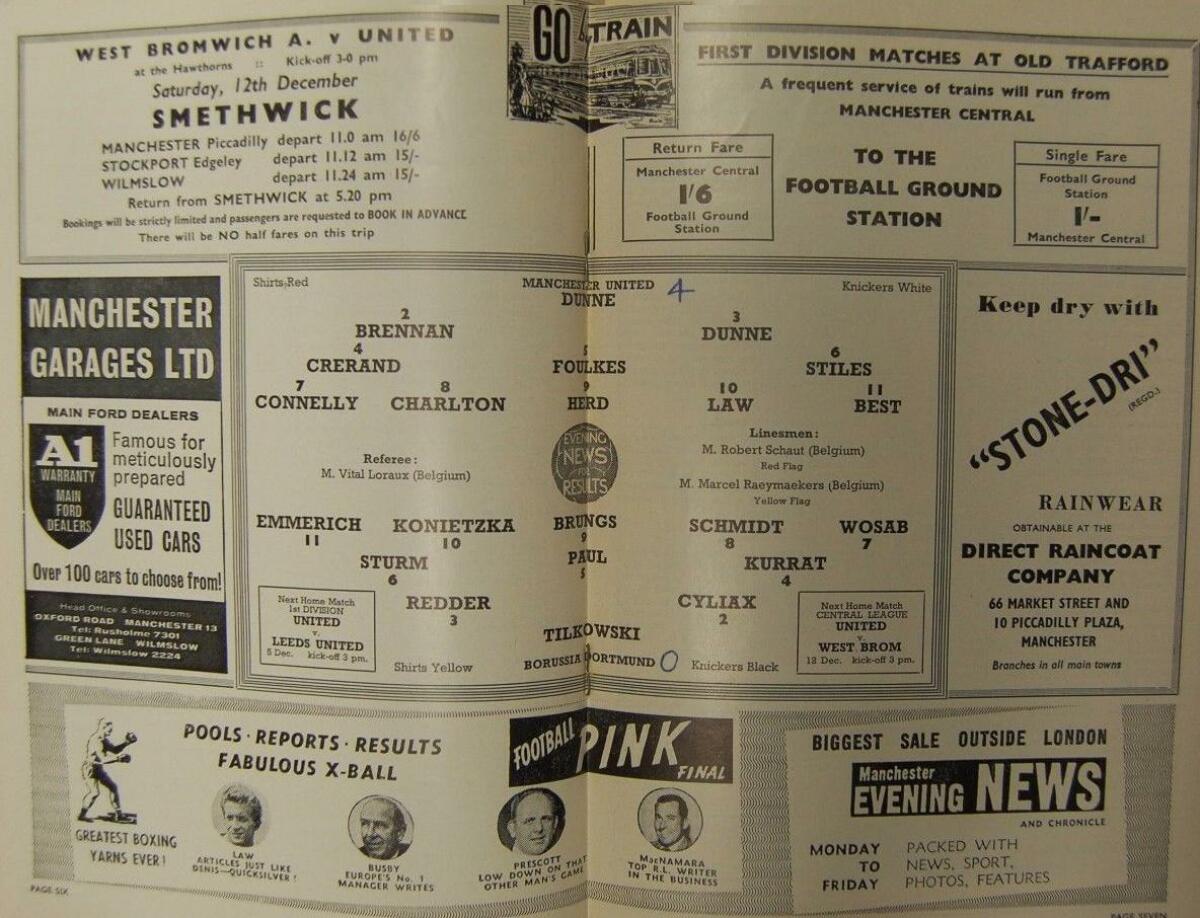 WEST BROMWICH A. v UNITED
at the Hawthorns :: Kick-off 3-0 pm
Saturday, 12th December
SMETHWICK
MANCHESTER Piccadilly depart 11.0 am 16/6
STOCKPORT Edgeley depart 11.12 am 15/-
WILMSLOW depart 11.24 am 15/-
Return from SMETHWICK at 5.20 pm
Bookings will be strictly limited and passengers are requested to BOOK IN ADVANCE
There will be NO half fares on this trip
GO by TRAIN
FIRST DIVISION MATCHES AT OLD TRAFFORD
A frequent service of trains will run from
MANCHESTER CENTRAL
Return Fare
Manchester Central
1/6
Football Ground
Station
TO THE
FOOTBALL GROUND
STATION
Single Fare
Football Ground
Station
1/-
Manchester Central
MANCHESTER
GARAGES LTD
MAIN FORD DEALERS
A1
WARRANTY
MAIN
FORD
DEALERS
Famous for
meticulously
prepared
GUARANTEED
USED CARS
Over 100 cars to choose from!
Head Office & Showrooms
OXFORD ROAD MANCHESTER 13
Tel: Rusholme 7301
GREEN LANE WILMSLOW
Tel: Wilmslow 2224
Shirts Red
MANCHESTER UNITED 4
Knickers White
DUNNE
2 3
BRENNAN DUNNE
4 5 6
CRERAND FOULKES STILES
7 8 9 10 11
CONNELLY CHARLTON HERD LAW BEST
Referee:
M. Vital Loraux (Belgium)
EVENING
NEWS
FOR
RESULTS
Linesmen:
M. Robert Schaut (Belgium)
Red Flag
M. Marcel Raeymaekers (Belgium)
Yellow Flag
EMMERICH KONIETZKA BRUNGS SCHMIDT WOSAB
11 10 9 8 7
STURM PAUL KURRAT
6 5 4
REDDER CYLIAX
3 2
TILKOWSKI
Shirts Yellow
BORUSSIA DORTMUND 0
Knickers Black
Next Home Match
1st DIVISION
UNITED
v.
LEEDS UNITED
5 Dec. kick-off 3 pm.
Next Home Match
CENTRAL LEAGUE
UNITED
v.
WEST BROM
12 Dec. kick-off 3 pm.
Keep dry with
"STONE-DRI"
(REGD.)
RAINWEAR
OBTAINABLE AT THE
DIRECT RAINCOAT
COMPANY
66 MARKET STREET AND
10 PICCADILLY PLAZA,
MANCHESTER
Branches in all main towns
POOLS · REPORTS · RESULTS
FABULOUS X-BALL
FOOTBALL PINK
FINAL
GREATEST BOXING
YARNS EVER!
LAW
ARTICLES JUST LIKE
DENIS—QUICKSILVER!
BUSBY
EUROPE'S No. 1
MANAGER WRITES
PRESCOTT
LOW DOWN ON THAT
OTHER MAN'S GAME
MacNAMARA
TOP R.L. WRITER
IN THE BUSINESS
BIGGEST SALE OUTSIDE LONDON
Manchester
EVENING NEWS
AND CHRONICLE
MONDAY
TO
FRIDAY
PACKED WITH
NEWS, SPORT,
PHOTOS, FEATURES
PAGE SIX
PAGE SEVEN